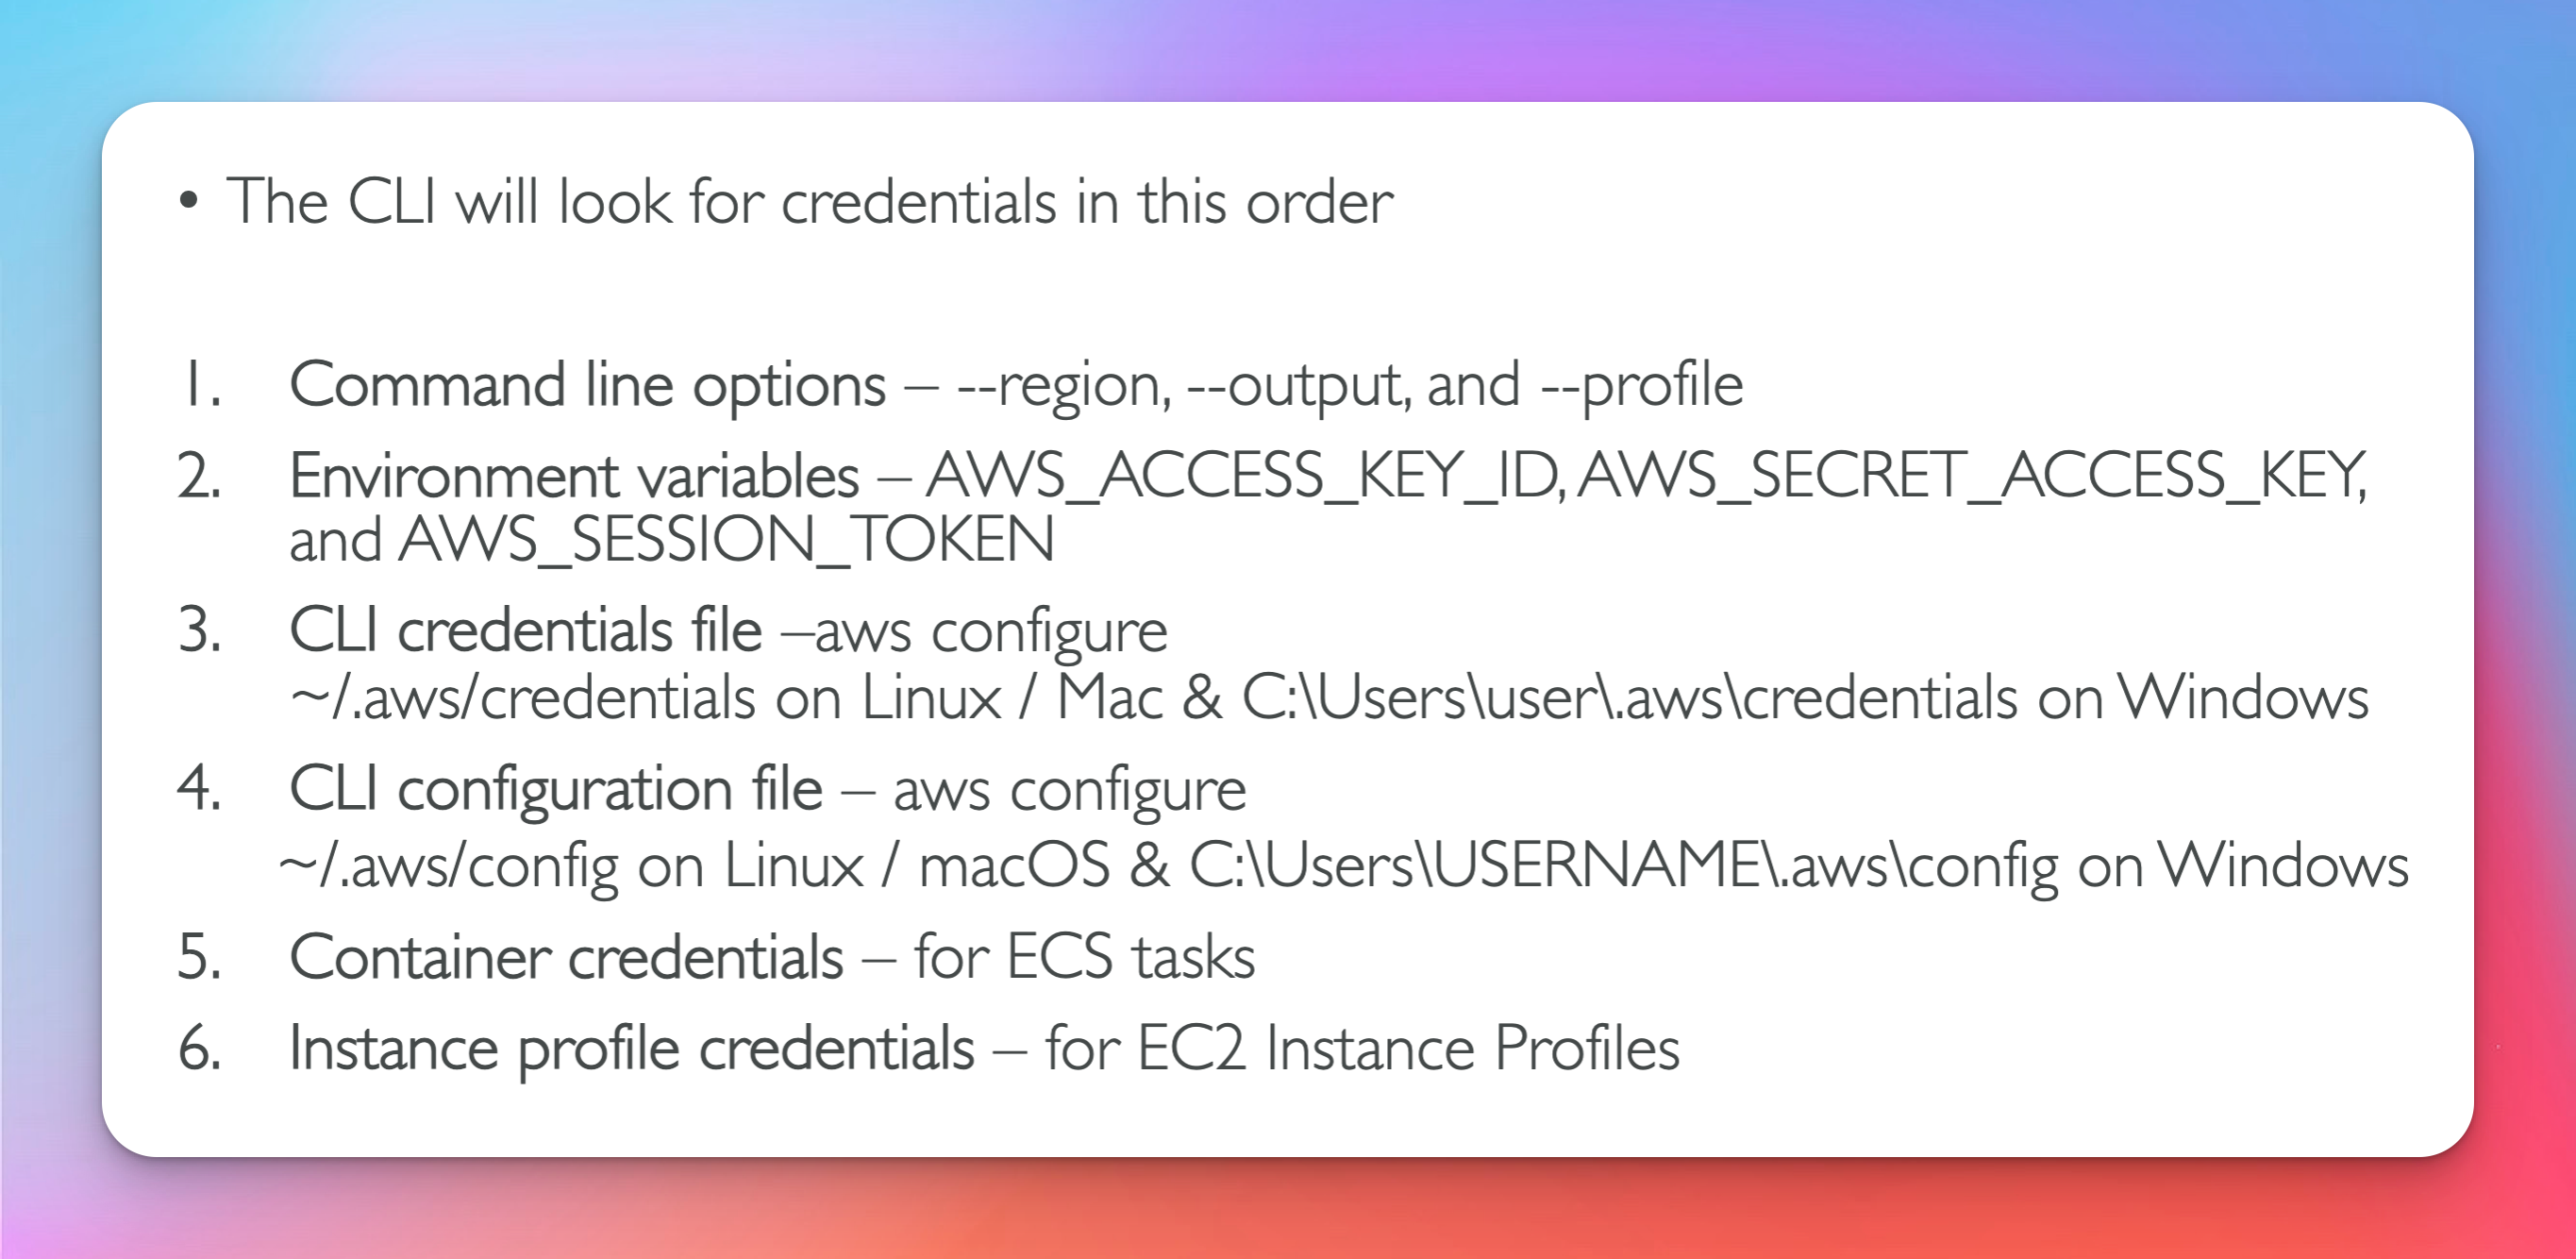 • The CLI will look for credentials in this order
1. Command line options – --region, --output, and --profile
2. Environment variables – AWS_ACCESS_KEY_ID, AWS_SECRET_ACCESS_KEY,
and AWS_SESSION_TOKEN
3. CLI credentials file –aws configure
~/.aws/credentials on Linux / Mac & C:\Users\user\.aws\credentials on Windows
4. CLI configuration file – aws configure
~/.aws/config on Linux / macOS & C:\Users\USERNAME\.aws\config on Windows
5. Container credentials – for ECS tasks
6. Instance profile credentials – for EC2 Instance Profiles